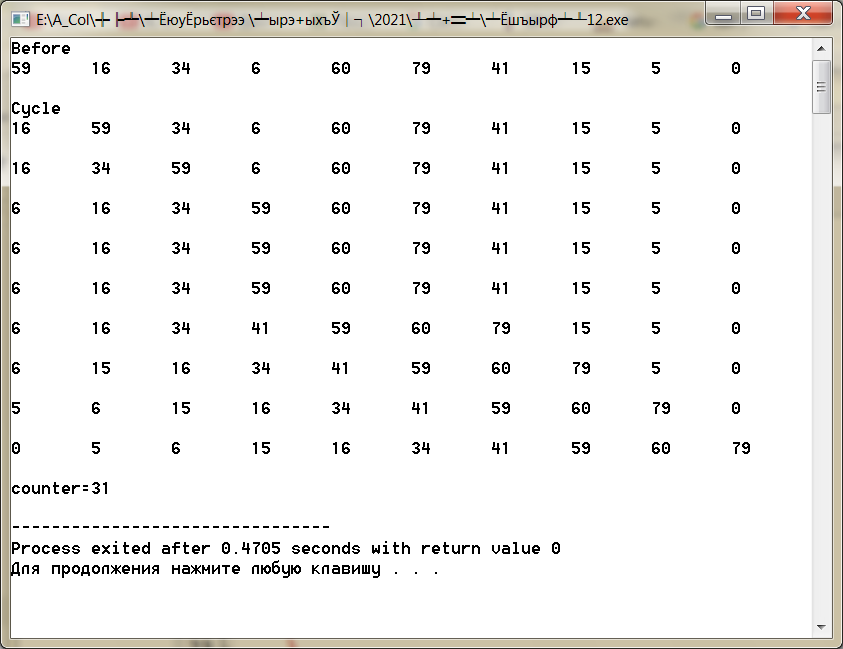 E:\A_Col\┿├┷\┷ЁюуЁрьєтрээ \┷ырэ+ыхъЎ│┐\2021\┷┷+==┷\┷Ёшъырф┷┷12.exe
Before
59 16 34 6 60 79 41 15 5 0
Cycle
16 59 34 6 60 79 41 15 5 0
16 34 59 6 60 79 41 15 5 0
6 16 34 59 60 79 41 15 5 0
6 16 34 59 60 79 41 15 5 0
6 16 34 59 60 79 41 15 5 0
6 16 34 41 59 60 79 15 5 0
6 15 16 34 41 59 60 79 5 0
5 6 15 16 34 41 59 60 79 0
0 5 6 15 16 34 41 59 60 79
counter=31
--------------------------------
Process exited after 0.4705 seconds with return value 0
Для продолжения нажмите любую клавишу . . .